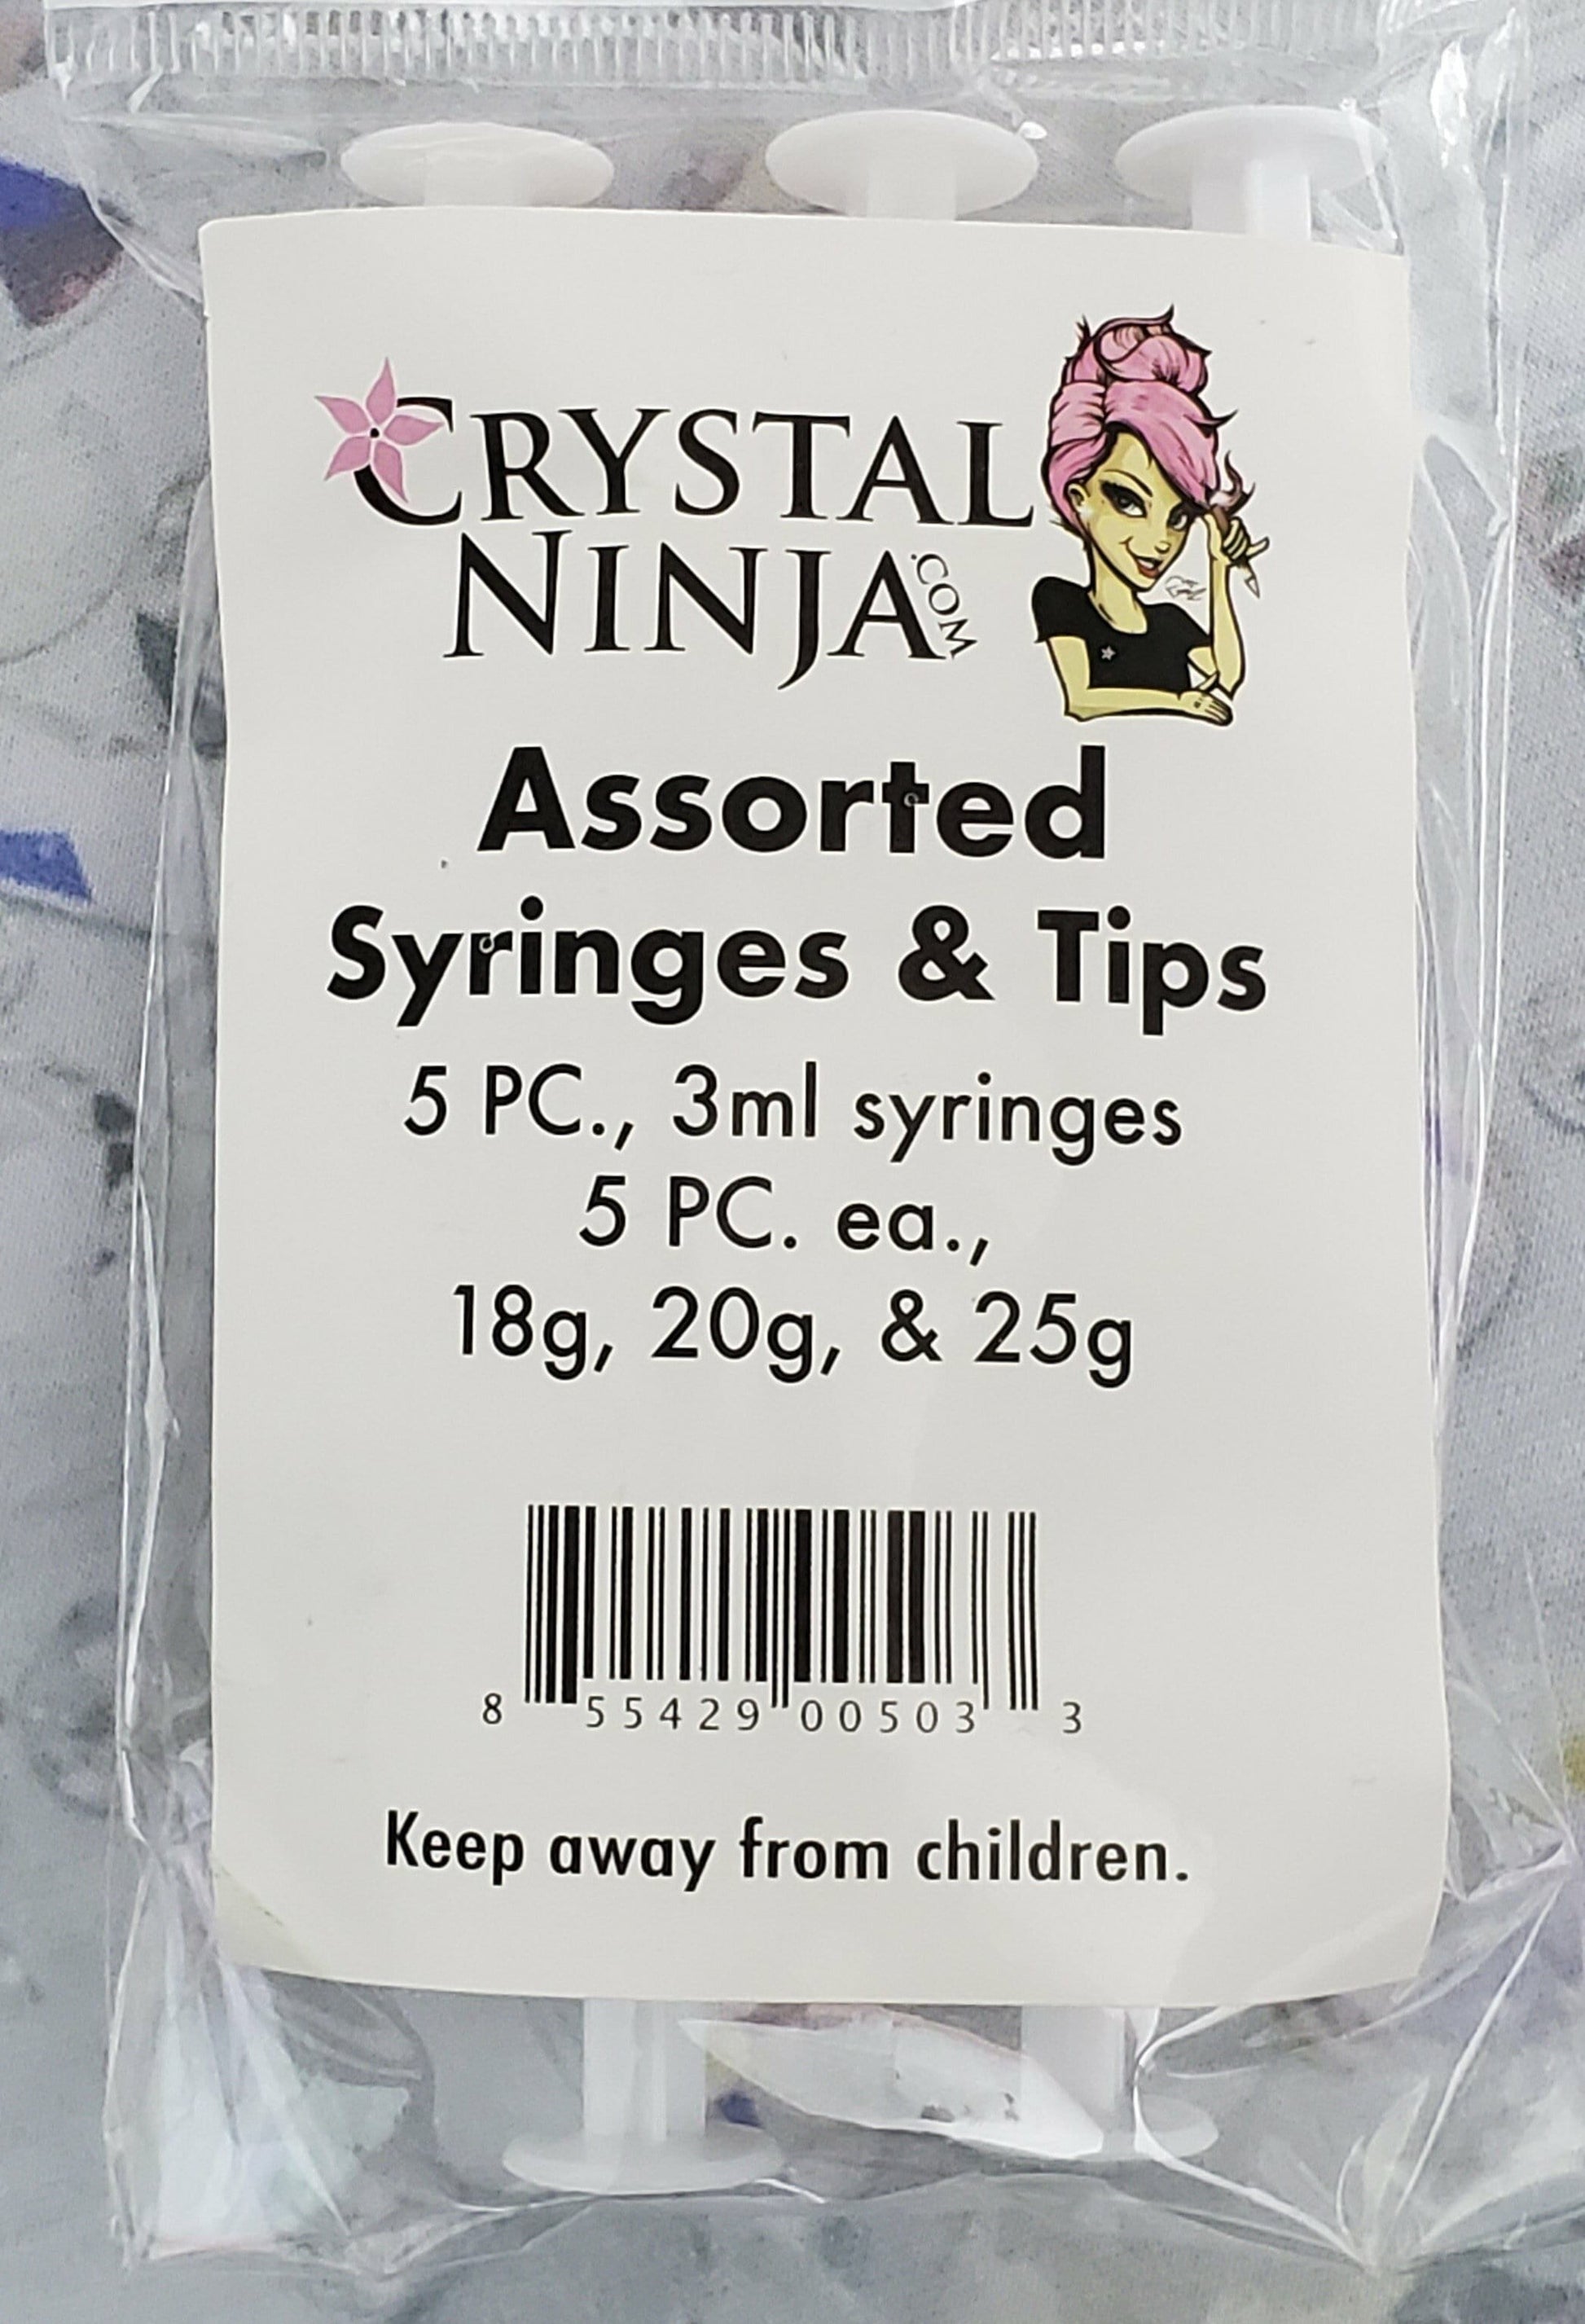 CRYSTAL
NINJA.COM
Assorted
Syringes & Tips
5 PC., 3ml syringes
5 PC. ea.,
18g, 20g, & 25g
8 55429 00503 3
Keep away from children.